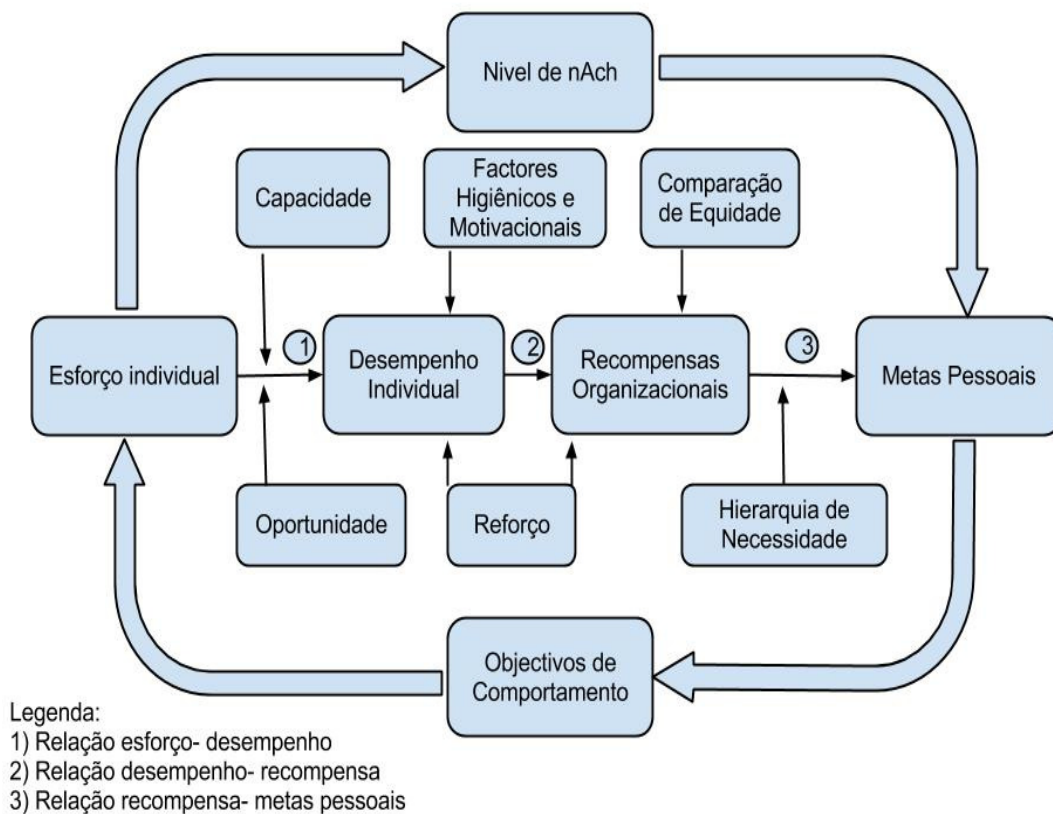 Nivel de nAch
Capacidade
Factores
Higiênicos e
Motivacionais
Comparação
de Equidade
Esforço individual
1
Desempenho
Individual
2
Recompensas
Organizacionais
3
Metas Pessoais
Oportunidade
Reforço
Hierarquia de
Necessidade
Objectivos de
Comportamento
Legenda:
1) Relação esforço- desempenho
2) Relação desempenho- recompensa
3) Relação recompensa- metas pessoais